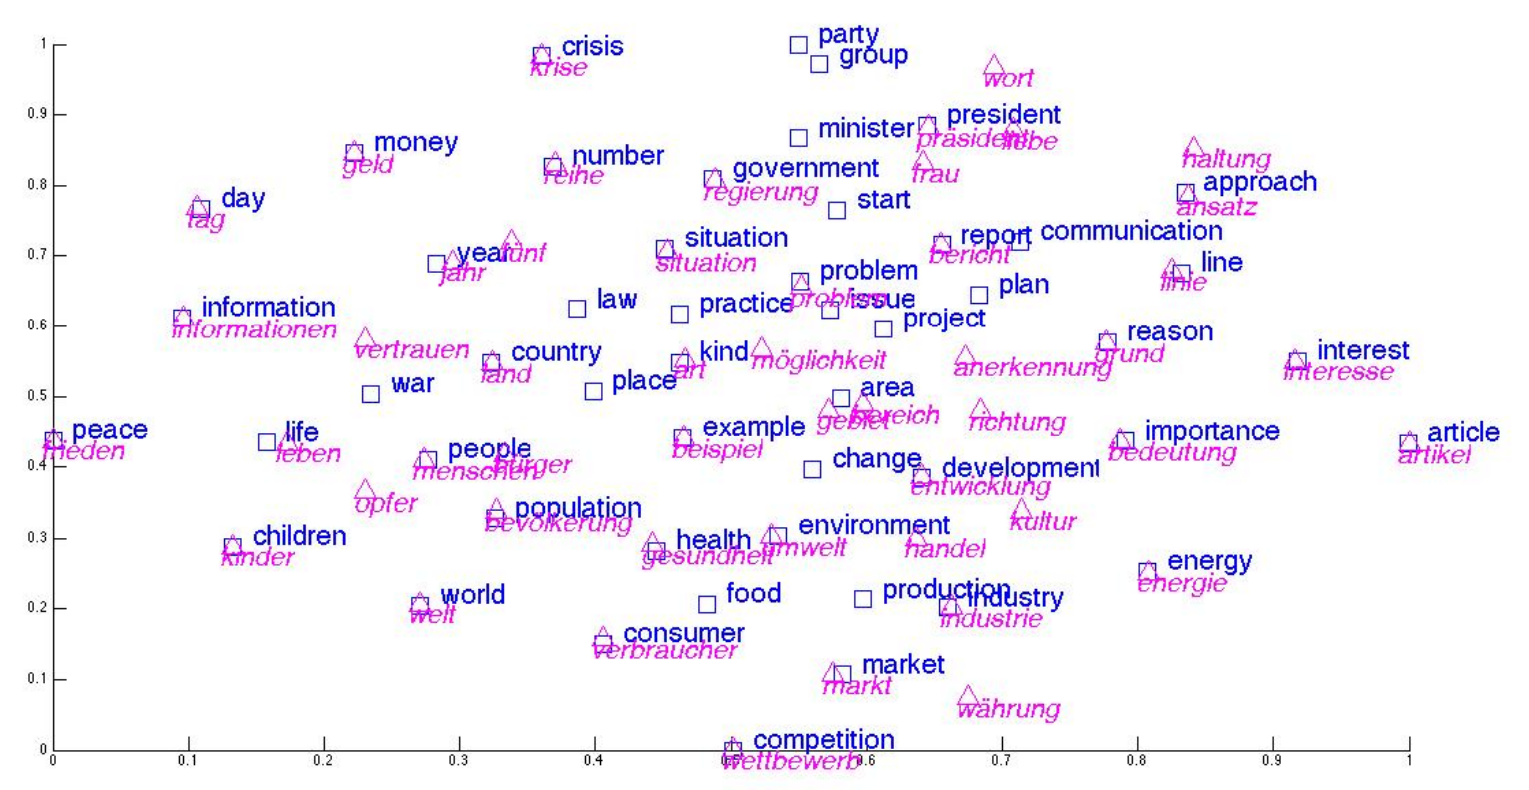 party
1
crisis
group
krise
wort
0.9
president
minister
präsident
liebe
money
number
geld
reihe
government
haltung
frau
approach
0.8
day
regierung
start
ansatz
tag
communication
situation
report
0.7
year
fünf
bericht
situation
line
jahr
problem
linie
plan
information
law
practice
problem
issue
0.6
informationen
project
reason
vertrauen
country
kind
möglichkeit
grund
interest
land
art
anerkennung
interesse
war
place
area
0.5
gebiet
bereich
richtung
peace
life
example
importance
article
frieden
leben
people
beispiel
bedeutung
artikel
0.4
menschen
bürger
change
development
entwicklung
opfer
population
kultur
bevölkerung
environment
0.3
children
health
umwelt
handel
kinder
gesundheit
energy
energie
world
food
production
industry
0.2
welt
industrie
consumer
verbraucher
market
0.1
markt
währung
competition
0
wettbewerb
0 0.1 0.2 0.3 0.4 0.5 0.6 0.7 0.8 0.9 1